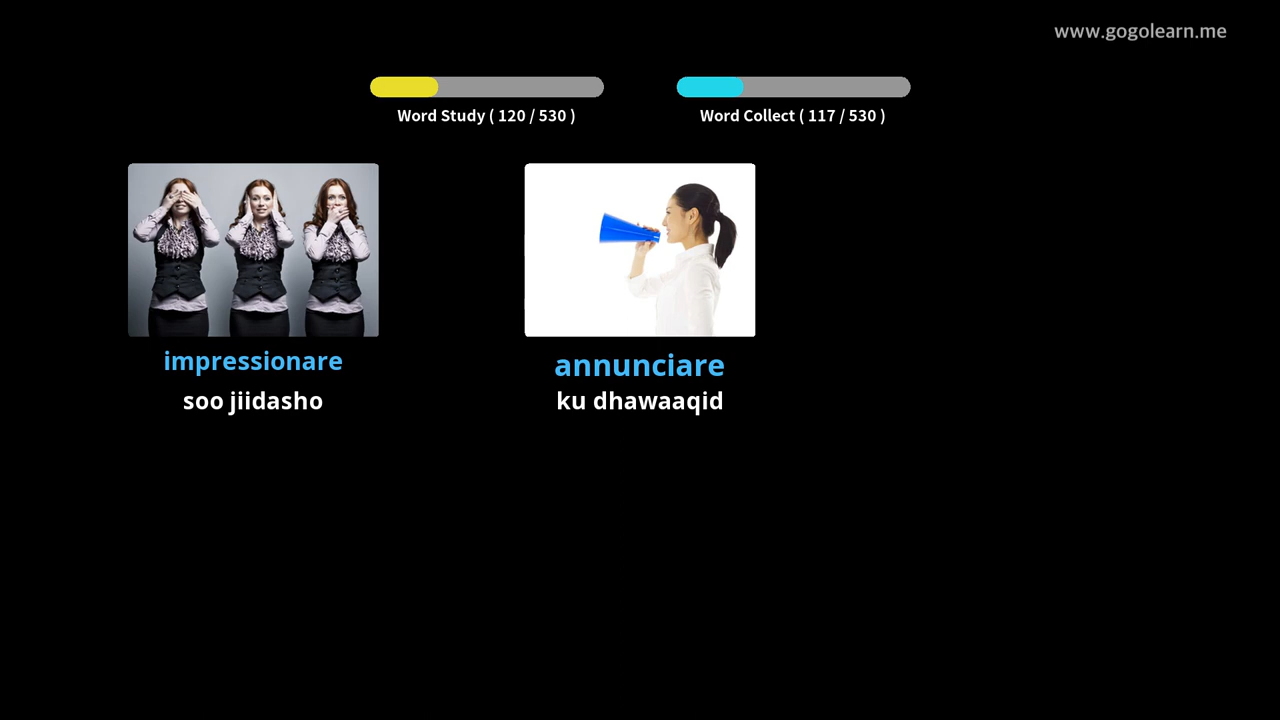 www.gogolearn.me
Word Study ( 120 / 530 )
Word Collect ( 117 / 530 )
impressionare
soo jiidasho
annunciare
ku dhawaaqid